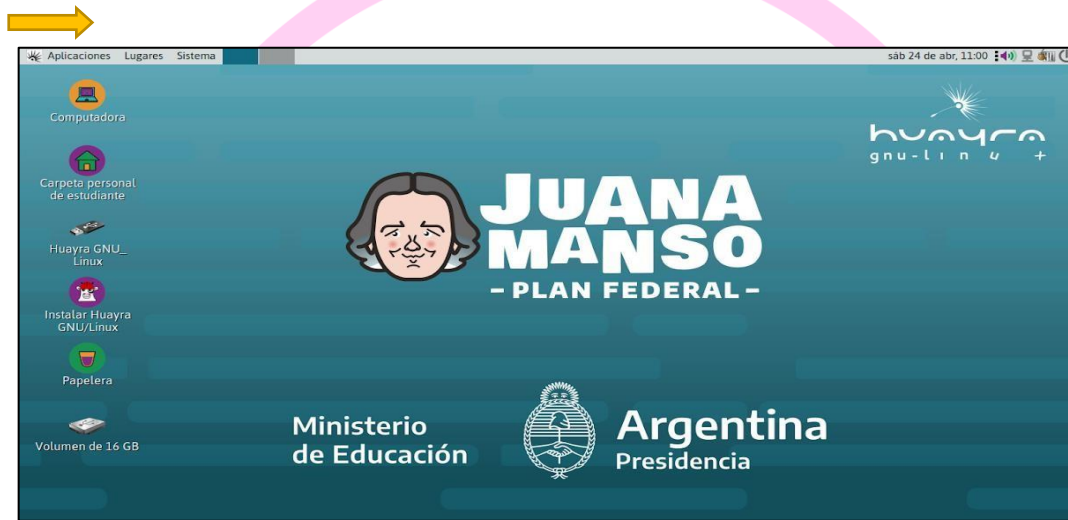 Aplicaciones Lugares Sistema
sáb 24 de abr, 11:00
Computadora
Carpeta personal
de estudiante
Huayra GNU_
Linux
Instalar Huayra
GNU/Linux
Papelera
Volumen de 16 GB
huayra
gnu-linux +
JUANA
MANSO
- PLAN FEDERAL -
Ministerio
de Educación
Argentina
Presidencia